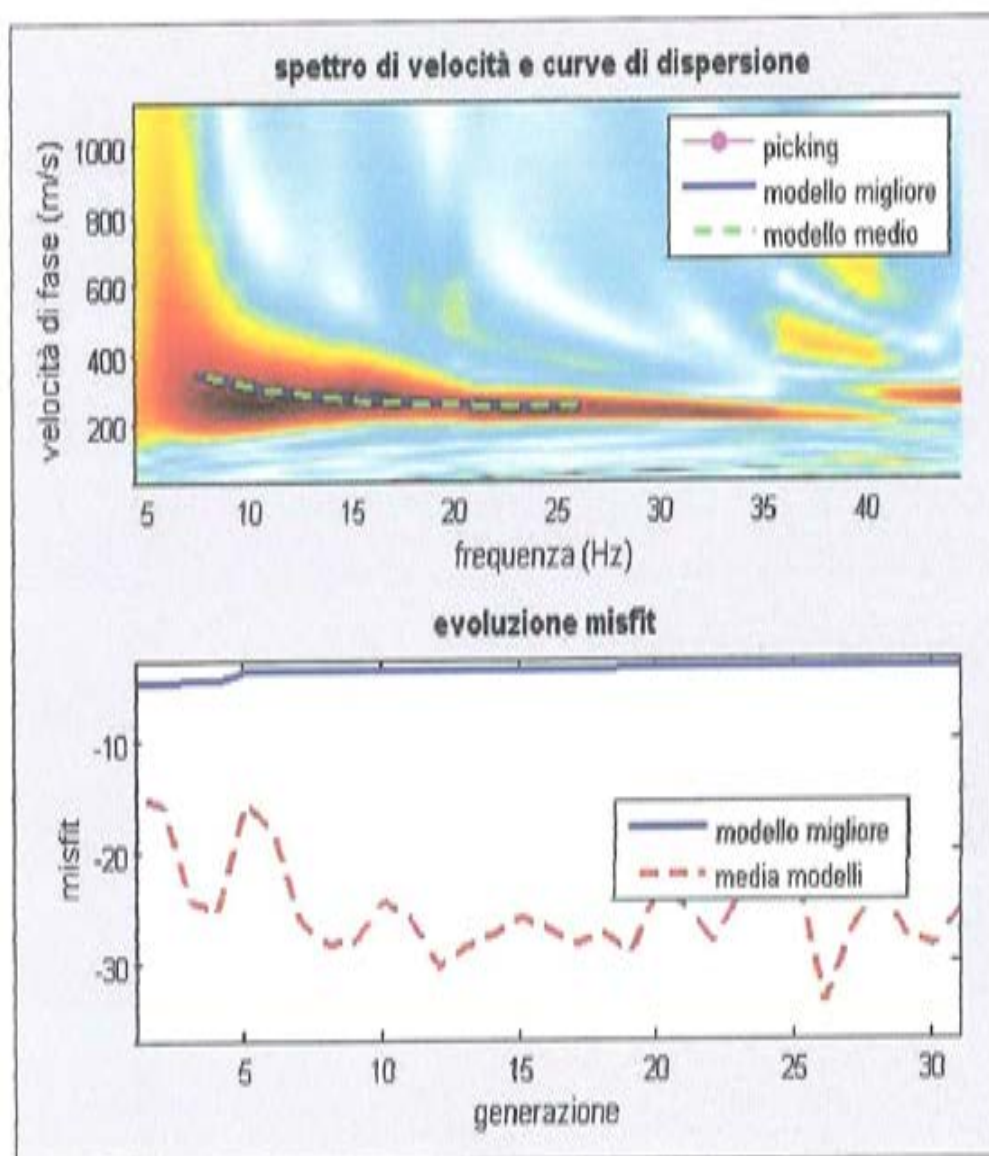 spettro di velocità e curve di dispersione
velocità di fase (m/s)
1000
800
600
400
200
picking
modello migliore
modello medio
5 10 15 20 25 30 35 40
frequenza (Hz)
evoluzione misfit
misfit
-10
-20
-30
modello migliore
media modelli
5 10 15 20 25 30
generazione